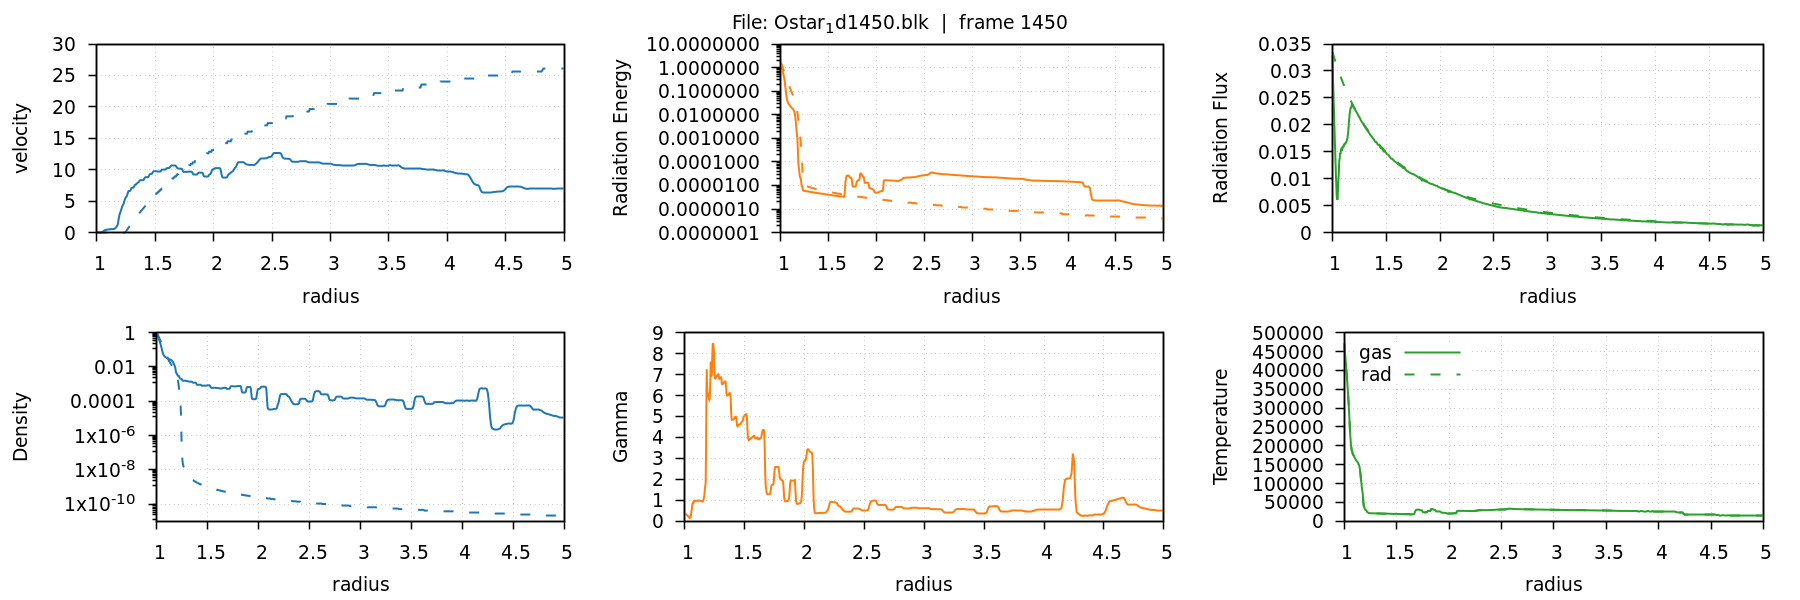 File: Ostar₁d1450.blk | frame 1450
velocity
30
25
20
15
10
5
0
1 1.5 2 2.5 3 3.5 4 4.5 5
radius
Radiation Energy
10.0000000
1.0000000
0.1000000
0.0100000
0.0010000
0.0001000
0.0000100
0.0000010
0.0000001
1 1.5 2 2.5 3 3.5 4 4.5 5
radius
Radiation Flux
0.035
0.03
0.025
0.02
0.015
0.01
0.005
0
1 1.5 2 2.5 3 3.5 4 4.5 5
radius
Density
1
0.01
0.0001
1x10⁻⁶
1x10⁻⁸
1x10⁻¹⁰
1 1.5 2 2.5 3 3.5 4 4.5 5
radius
Gamma
9
8
7
6
5
4
3
2
1
0
1 1.5 2 2.5 3 3.5 4 4.5 5
radius
Temperature
500000
450000
400000
350000
300000
250000
200000
150000
100000
50000
0
gas
rad
1 1.5 2 2.5 3 3.5 4 4.5 5
radius